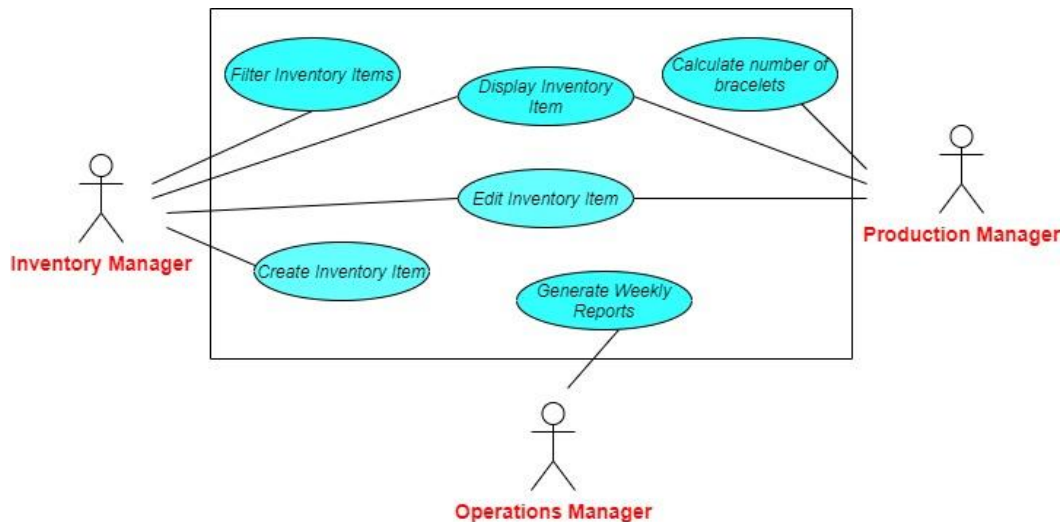 Filter Inventory Items
Display Inventory
Item
Calculate number of
bracelets
Edit Inventory Item
Create Inventory Item
Generate Weekly
Reports
Inventory Manager
Production Manager
Operations Manager